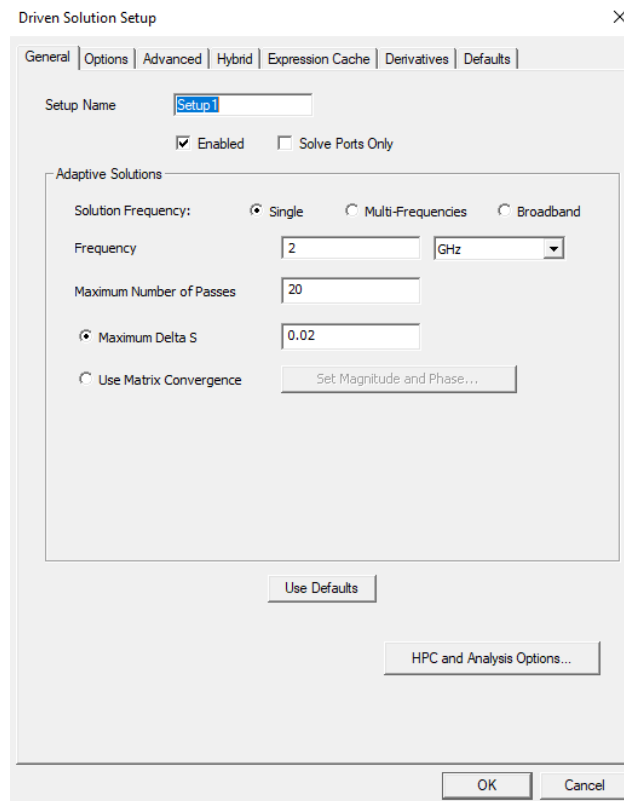 Driven Solution Setup
General Options Advanced Hybrid Expression Cache Derivatives Defaults
Setup Name Setup1
Enabled Solve Ports Only
Adaptive Solutions
Solution Frequency: Single Multi-Frequencies Broadband
Frequency 2 GHz
Maximum Number of Passes 20
Maximum Delta S 0.02
Use Matrix Convergence Set Magnitude and Phase...
Use Defaults
HPC and Analysis Options...
OK Cancel